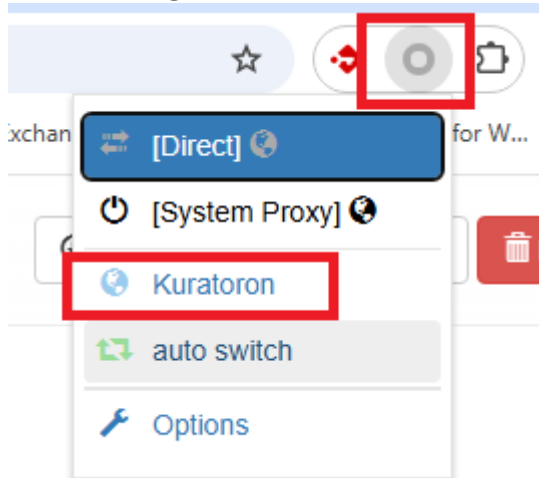 xchan
for W...
[Direct]
[System Proxy]
Kuratoron
auto switch
Options